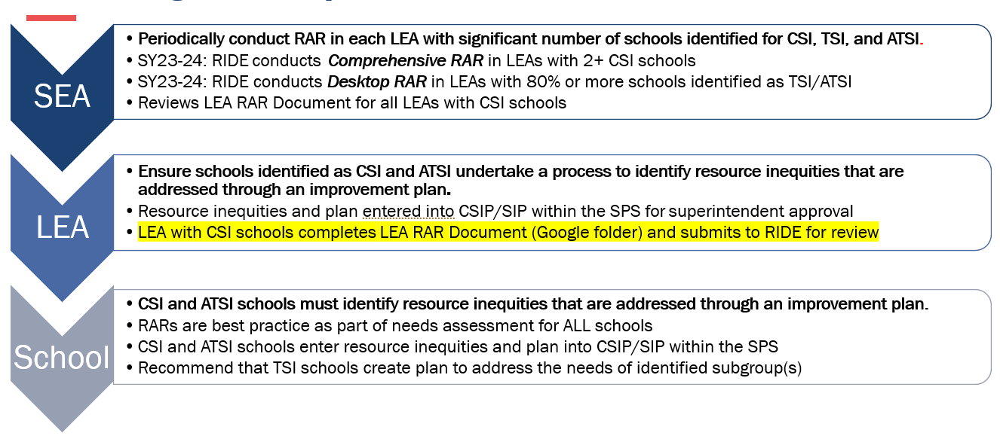 SEA
• Periodically conduct RAR in each LEA with significant number of schools identified for CSI, TSI, and ATSI.
• SY23-24: RIDE conducts Comprehensive RAR in LEAs with 2+ CSI schools
• SY23-24: RIDE conducts Desktop RAR in LEAs with 80% or more schools identified as TSI/ATSI
• Reviews LEA RAR Document for all LEAs with CSI schools
LEA
• Ensure schools identified as CSI and ATSI undertake a process to identify resource inequities that are
addressed through an improvement plan.
• Resource inequities and plan entered into CSIP/SIP within the SPS for superintendent approval
• LEA with CSI schools completes LEA RAR Document (Google folder) and submits to RIDE for review
School
• CSI and ATSI schools must identify resource inequities that are addressed through an improvement plan.
• RARs are best practice as part of needs assessment for ALL schools
• CSI and ATSI schools enter resource inequities and plan into CSIP/SIP within the SPS
• Recommend that TSI schools create plan to address the needs of identified subgroup(s)